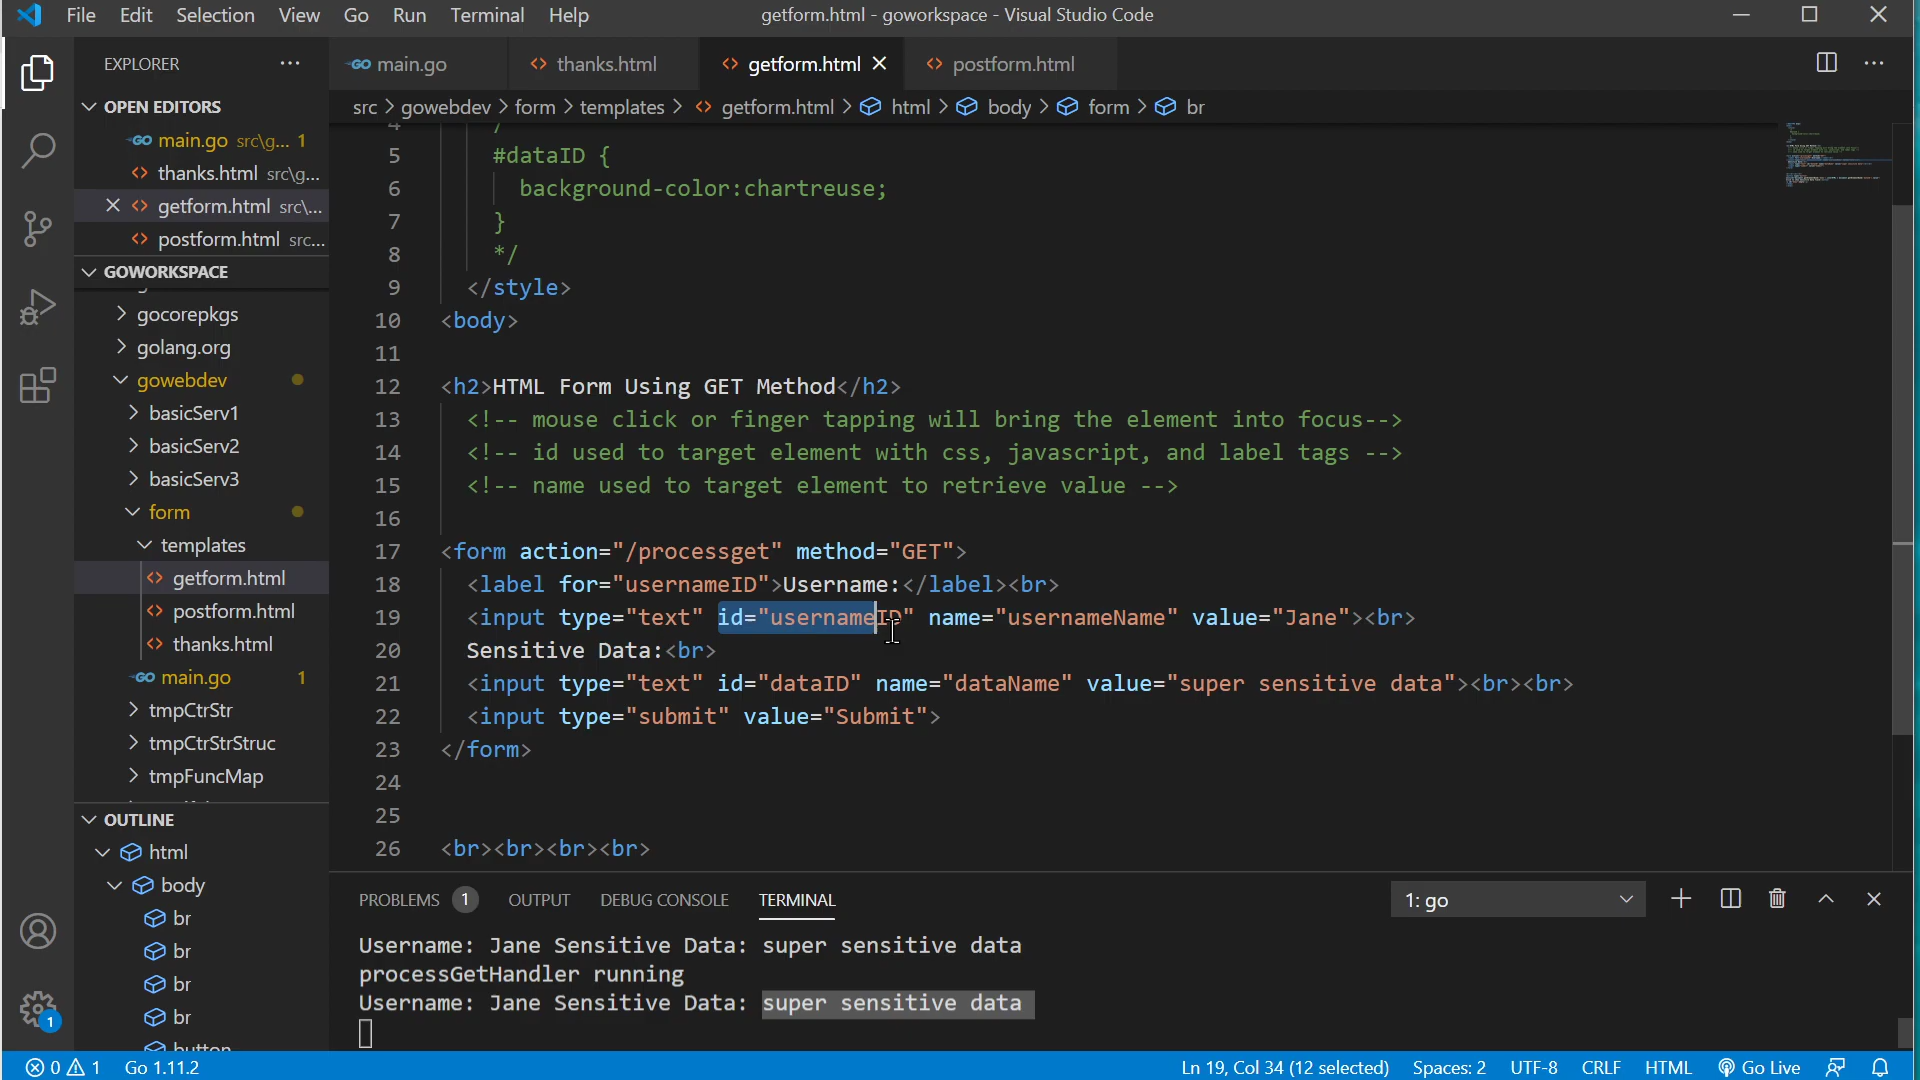 File Edit Selection View Go Run Terminal Help
getform.html - goworkspace - Visual Studio Code
EXPLORER
OPEN EDITORS
main.go src\g... 1
thanks.html src\g...
getform.html src\...
postform.html src...
GOWORKSPACE
gocorepkgs
golang.org
gowebdev
basicServ1
basicServ2
basicServ3
form
templates
getform.html
postform.html
thanks.html
main.go 1
tmpCtrStr
tmpCtrStrStruc
tmpFuncMap
OUTLINE
html
body
br
br
br
br
button
main.go thanks.html getform.html postform.html
src > gowebdev > form > templates > getform.html > html > body > form > br
5 #dataID {
6 background-color:chartreuse;
7 }
8 */
9 </style>
10 <body>
11
12 <h2>HTML Form Using GET Method</h2>
13 <!-- mouse click or finger tapping will bring the element into focus-->
14 <!-- id used to target element with css, javascript, and label tags -->
15 <!-- name used to target element to retrieve value -->
16
17 <form action="/processget" method="GET">
18 <label for="usernameID">Username:</label><br>
19 <input type="text" id="usernameID" name="usernameName" value="Jane"><br>
20 Sensitive Data:<br>
21 <input type="text" id="dataID" name="dataName" value="super sensitive data"><br><br>
22 <input type="submit" value="Submit">
23 </form>
24
25
26 <br><br><br><br>
PROBLEMS 1 OUTPUT DEBUG CONSOLE TERMINAL
1: go
Username: Jane Sensitive Data: super sensitive data
processGetHandler running
Username: Jane Sensitive Data: super sensitive data
1
0 1 Go 1.11.2
Ln 19, Col 34 (12 selected) Spaces: 2 UTF-8 CRLF HTML Go Live